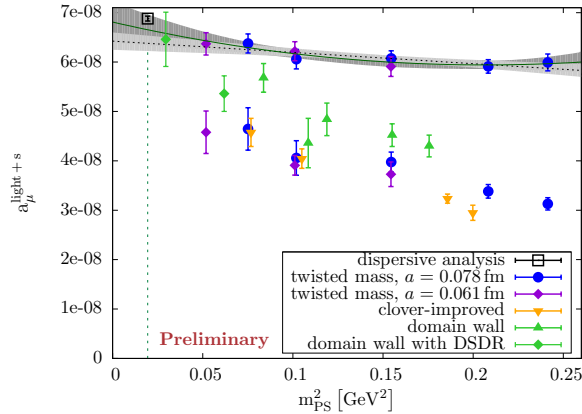 7e-08
6e-08
5e-08
4e-08
3e-08
2e-08
1e-08
0
a_μ^{light + s}
Preliminary
dispersive analysis
twisted mass, a = 0.078 fm
twisted mass, a = 0.061 fm
clover-improved
domain wall
domain wall with DSDR
0 0.05 0.1 0.15 0.2 0.25
m_{PS}^2 [GeV^2]